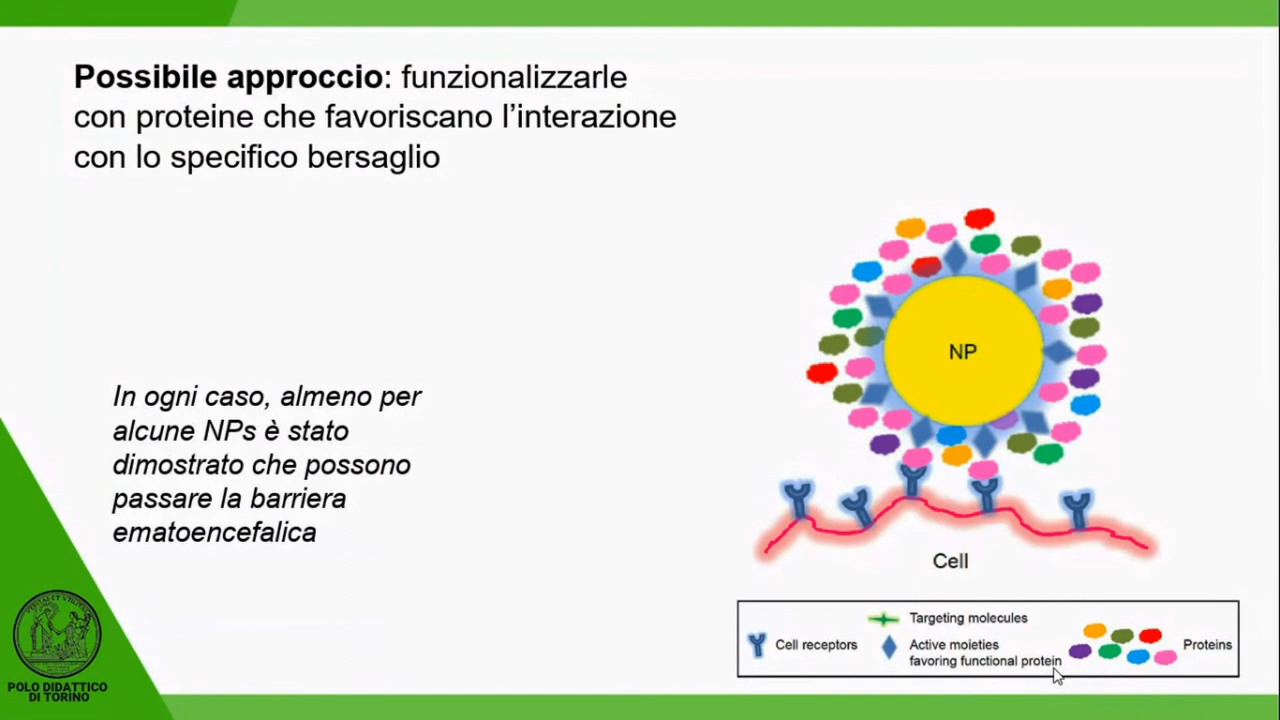 Possibile approccio: funzionalizzarle
con proteine che favoriscano l’interazione
con lo specifico bersaglio
In ogni caso, almeno per
alcune NPs è stato
dimostrato che possono
passare la barriera
ematoencefalica
NP
Cell
Targeting molecules
Cell receptors
Active moieties
favoring functional protein
Proteins
POLO DIDATTICO
DI TORINO